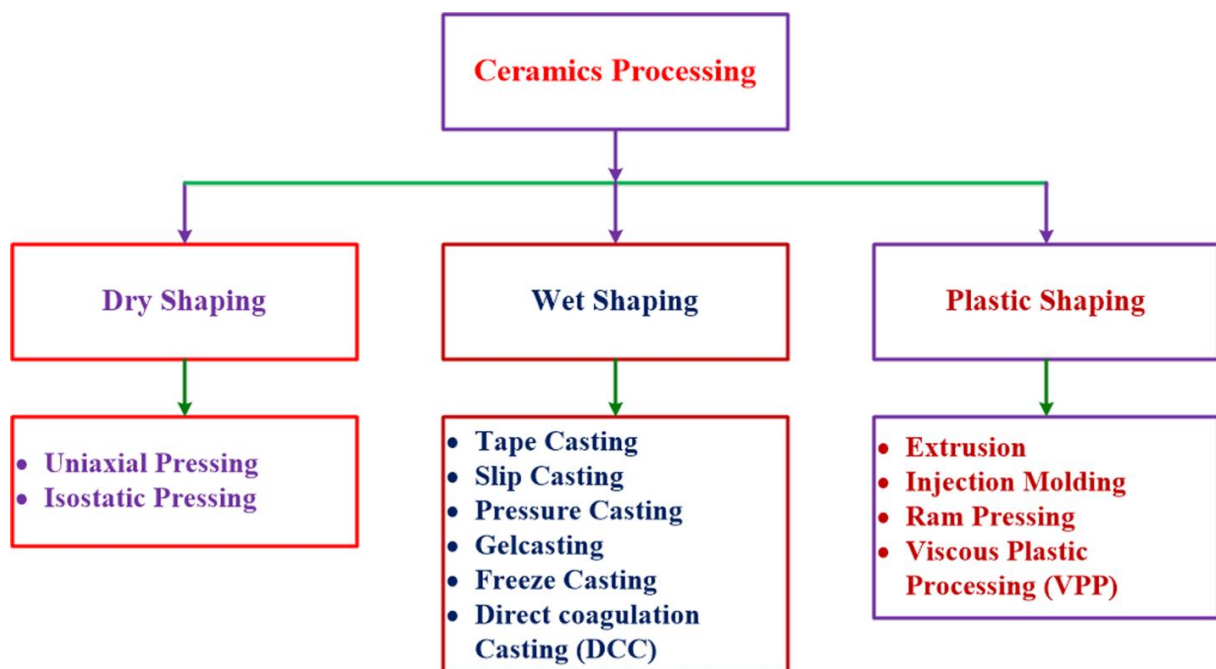 Ceramics Processing
Dry Shaping
Wet Shaping
Plastic Shaping
• Uniaxial Pressing
• Isostatic Pressing
• Tape Casting
• Slip Casting
• Pressure Casting
• Gelcasting
• Freeze Casting
• Direct coagulation
Casting (DCC)
• Extrusion
• Injection Molding
• Ram Pressing
• Viscous Plastic
Processing (VPP)